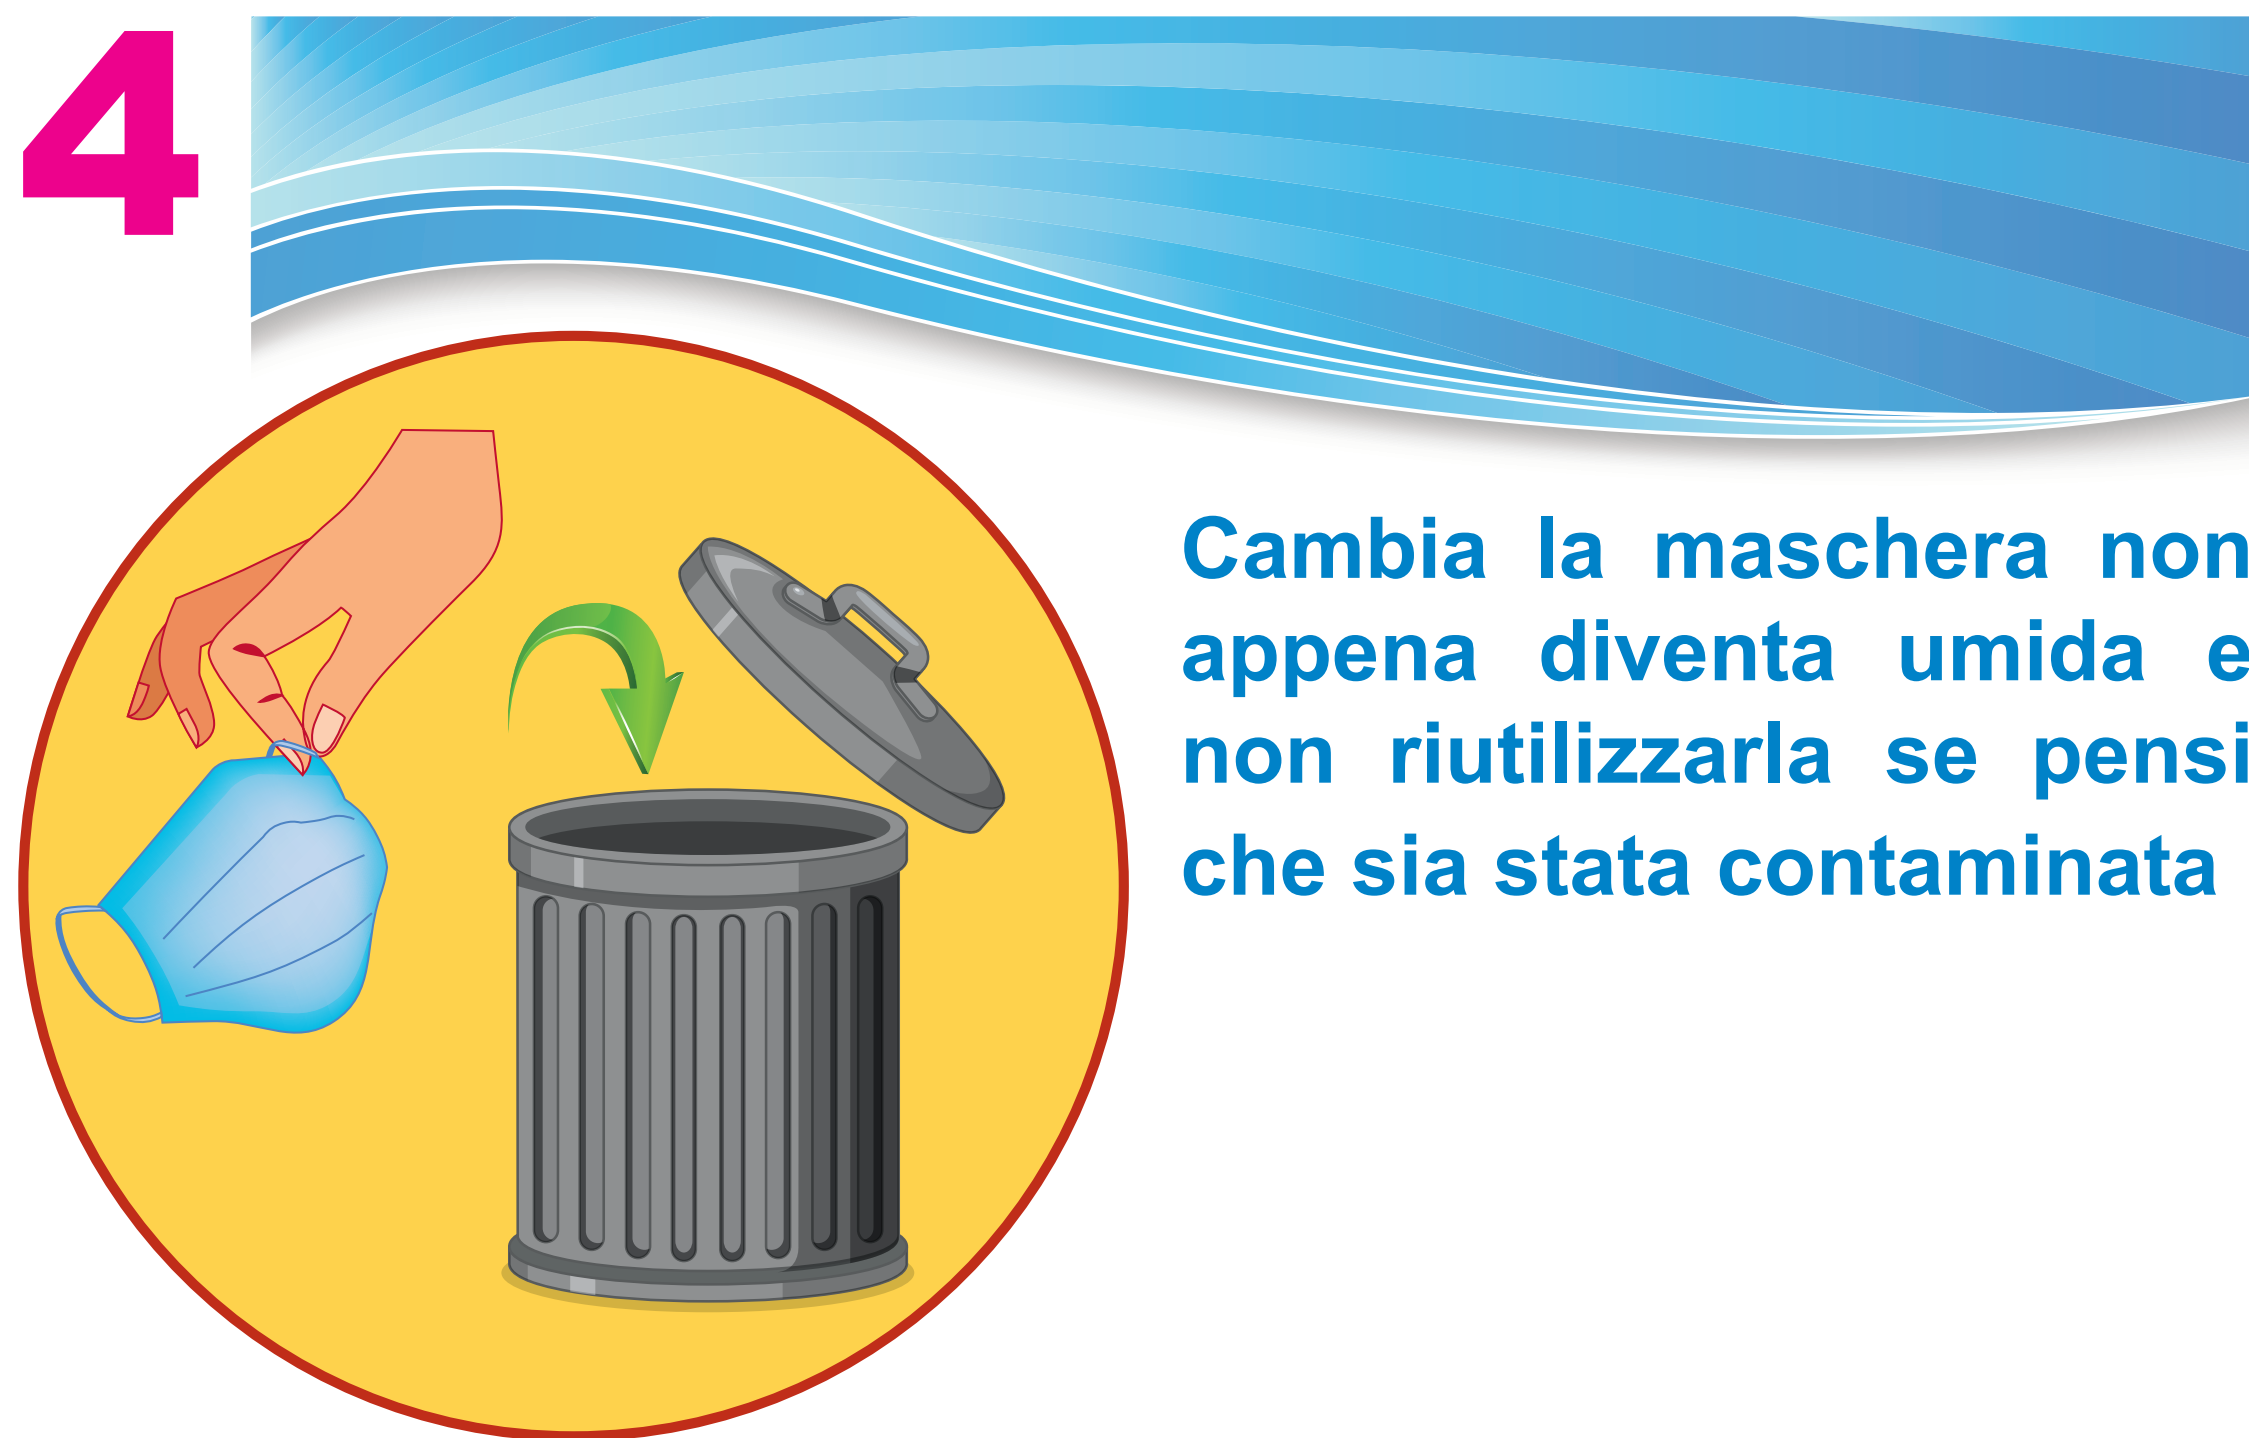 4
Cambia la maschera non
appena diventa umida e
non riutilizzarla se pensi
che sia stata contaminata